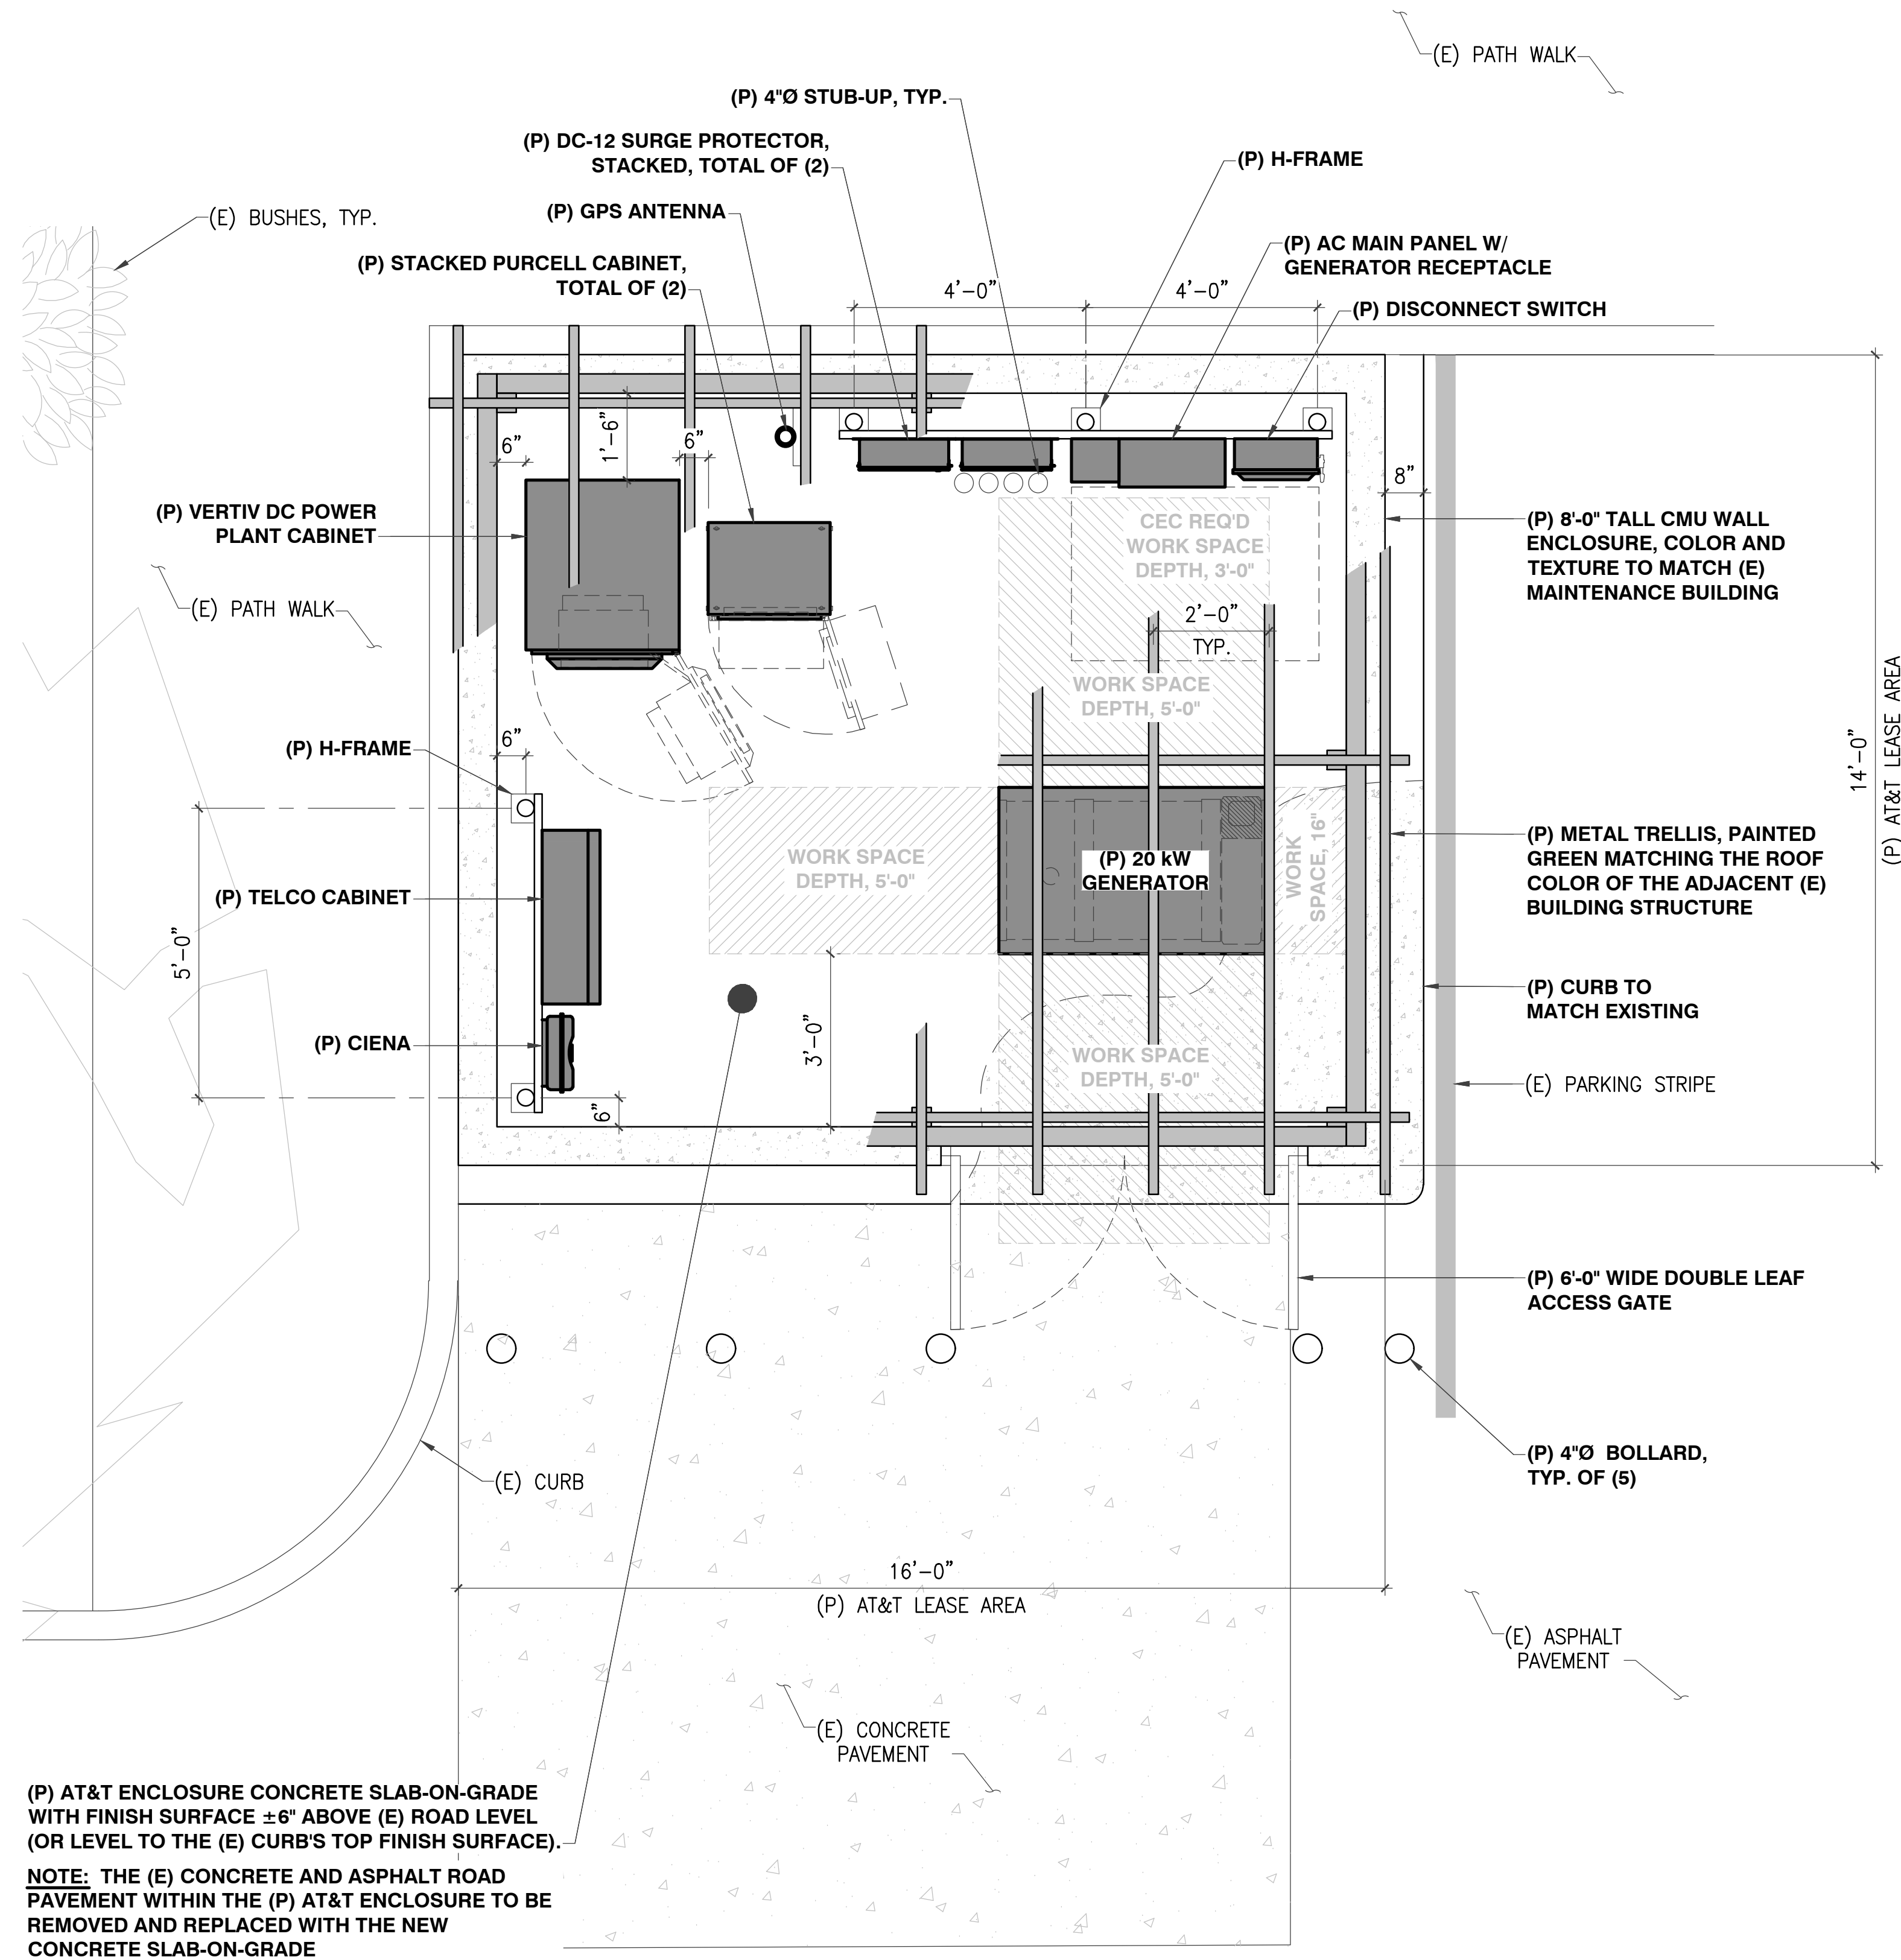 (E) PATH WALK
(P) 4"Ø STUB-UP, TYP.
(P) DC-12 SURGE PROTECTOR,
STACKED, TOTAL OF (2)
(P) H-FRAME
(P) GPS ANTENNA
(E) BUSHES, TYP.
(P) AC MAIN PANEL W/
GENERATOR RECEPTACLE
(P) STACKED PURCELL CABINET,
TOTAL OF (2)
4'-0"
4'-0"
(P) DISCONNECT SWITCH
6"
1'-6"
6"
8"
(P) VERTIV DC POWER
PLANT CABINET
CEC REQ'D
WORK SPACE
DEPTH, 3'-0"
(P) 8'-0" TALL CMU WALL
ENCLOSURE, COLOR AND
TEXTURE TO MATCH (E)
MAINTENANCE BUILDING
(E) PATH WALK
2'-0"
TYP.
WORK SPACE
DEPTH, 5'-0"
(P) H-FRAME
6"
14'-0"
(P) AT&T LEASE AREA
5'-0"
(P) TELCO CABINET
WORK SPACE
DEPTH, 5'-0"
(P) 20 kW
GENERATOR
WORK
SPACE, 16"
(P) METAL TRELLIS, PAINTED
GREEN MATCHING THE ROOF
COLOR OF THE ADJACENT (E)
BUILDING STRUCTURE
(P) CURB TO
MATCH EXISTING
(P) CIENA
3'-0"
WORK SPACE
DEPTH, 5'-0"
(E) PARKING STRIPE
6"
(P) 6'-0" WIDE DOUBLE LEAF
ACCESS GATE
(P) 4"Ø BOLLARD,
TYP. OF (5)
(E) CURB
16'-0"
(P) AT&T LEASE AREA
(E) ASPHALT
PAVEMENT
(E) CONCRETE
PAVEMENT
(P) AT&T ENCLOSURE CONCRETE SLAB-ON-GRADE
WITH FINISH SURFACE ±6" ABOVE (E) ROAD LEVEL
(OR LEVEL TO THE (E) CURB'S TOP FINISH SURFACE).
NOTE: THE (E) CONCRETE AND ASPHALT ROAD
PAVEMENT WITHIN THE (P) AT&T ENCLOSURE TO BE
REMOVED AND REPLACED WITH THE NEW
CONCRETE SLAB-ON-GRADE